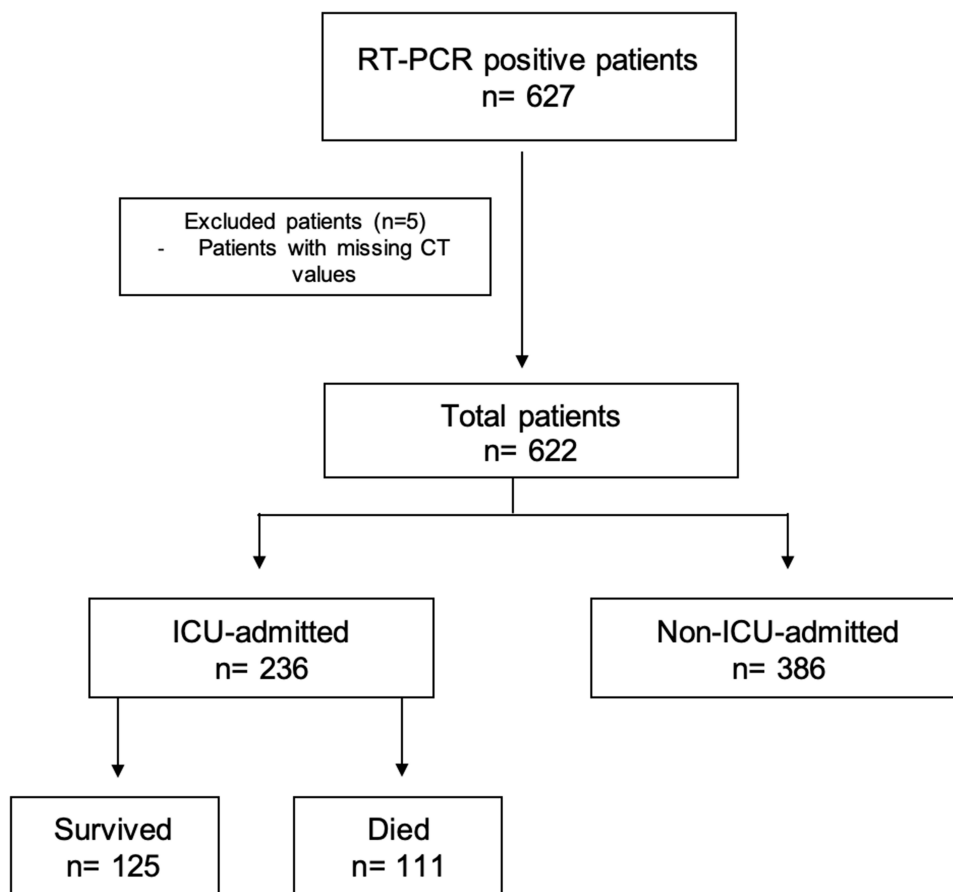 RT-PCR positive patients
n= 627
Excluded patients (n=5)
- Patients with missing CT
values
Total patients
n= 622
ICU-admitted
n= 236
Non-ICU-admitted
n= 386
Survived
n= 125
Died
n= 111